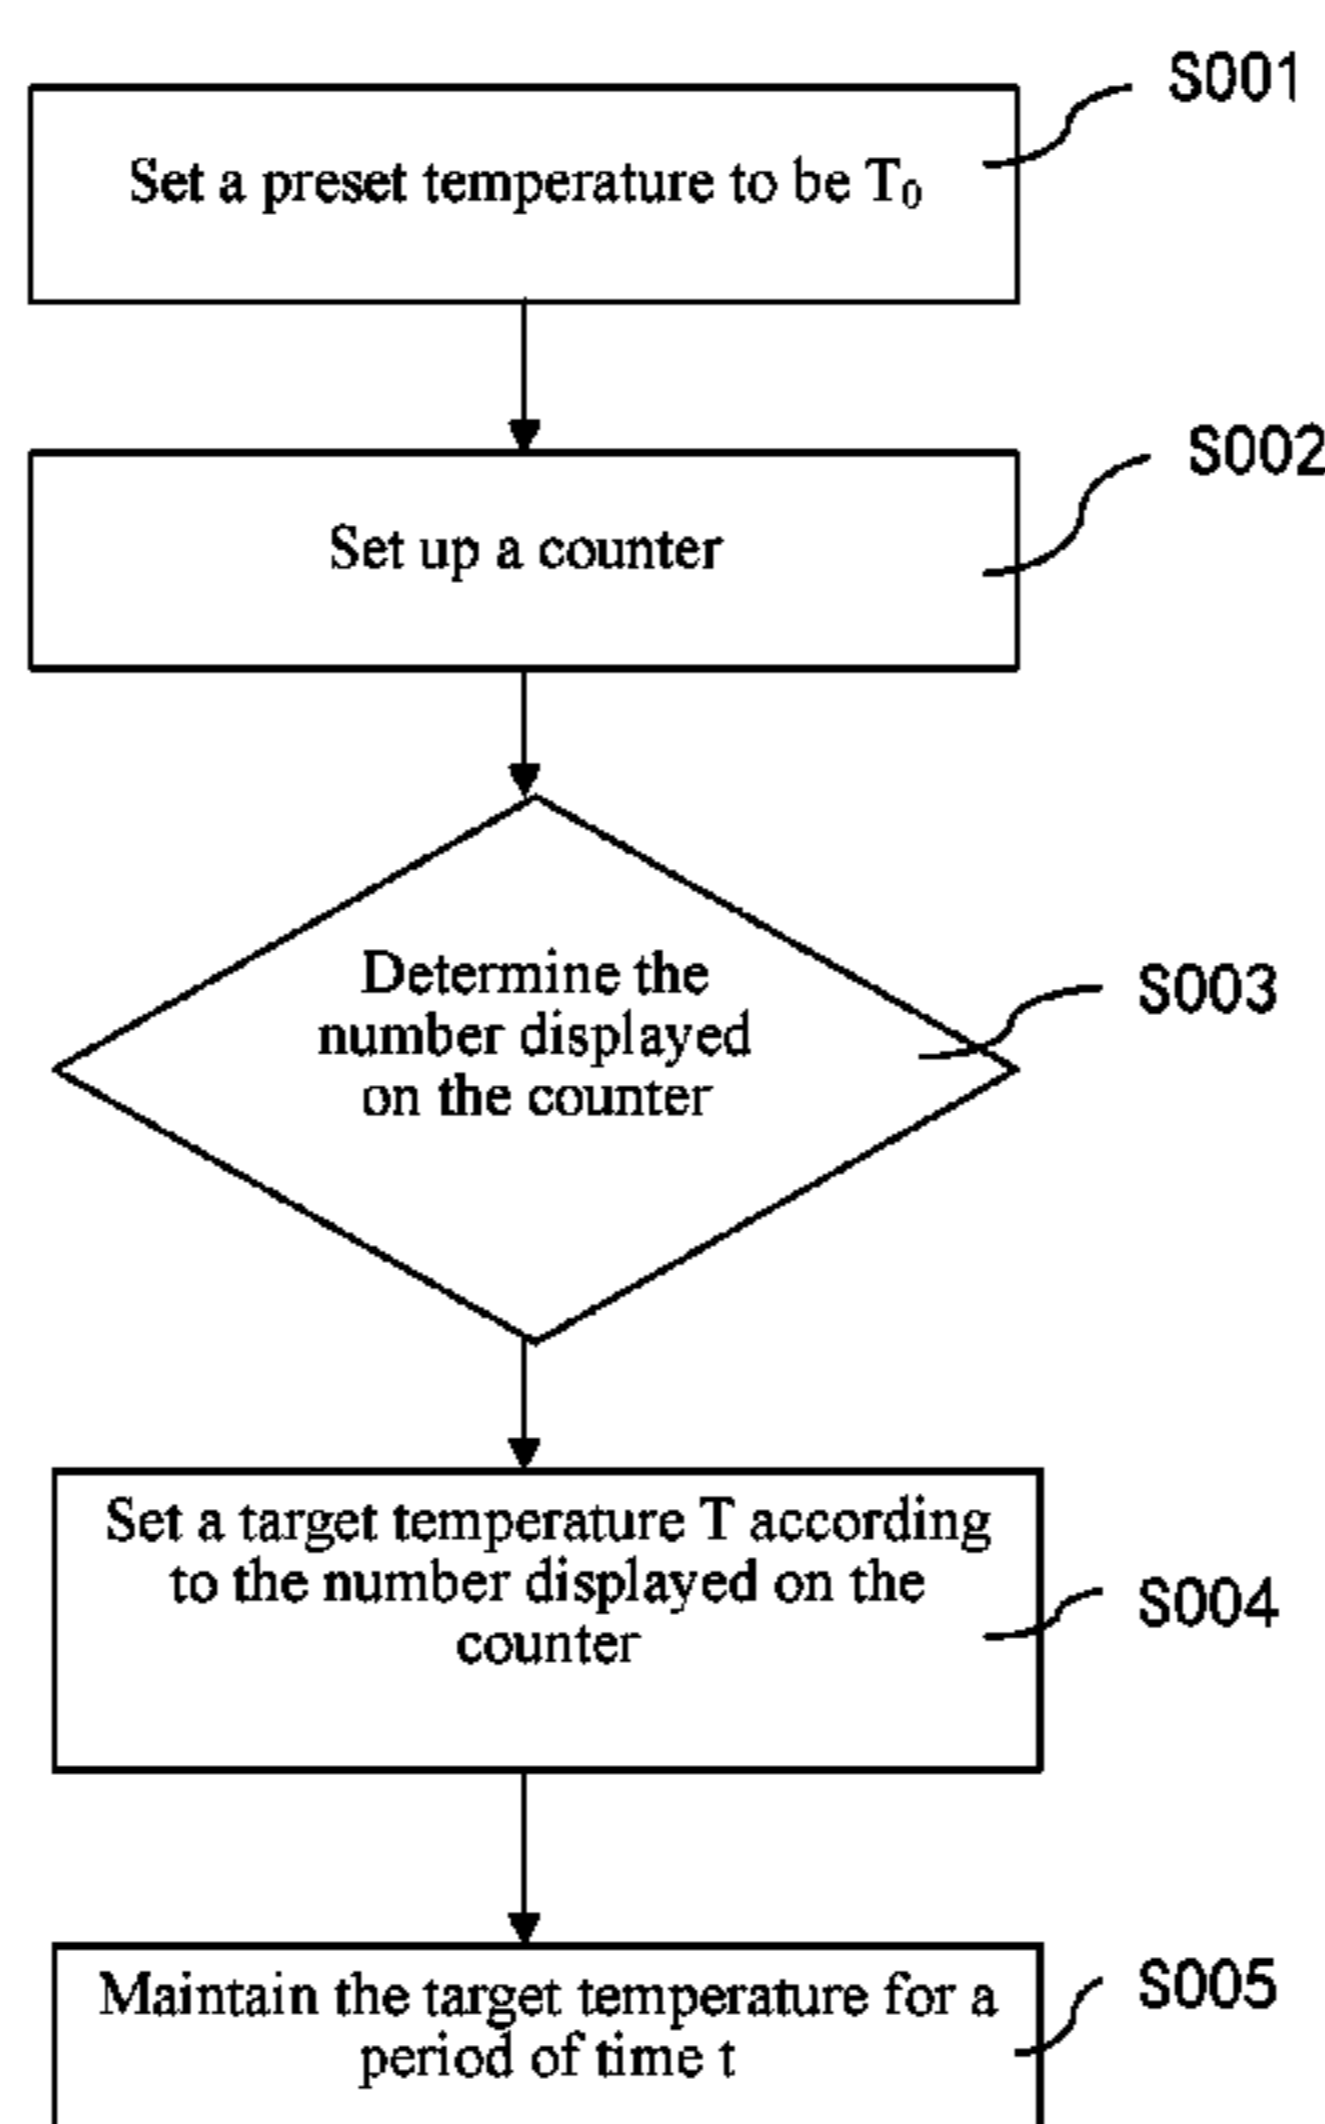 S001
Set a preset temperature to be T₀
S002
Set up a counter
Determine the
number displayed
on the counter
S003
Set a target temperature T according
to the number displayed on the
counter
S004
Maintain the target temperature for a
period of time t
S005